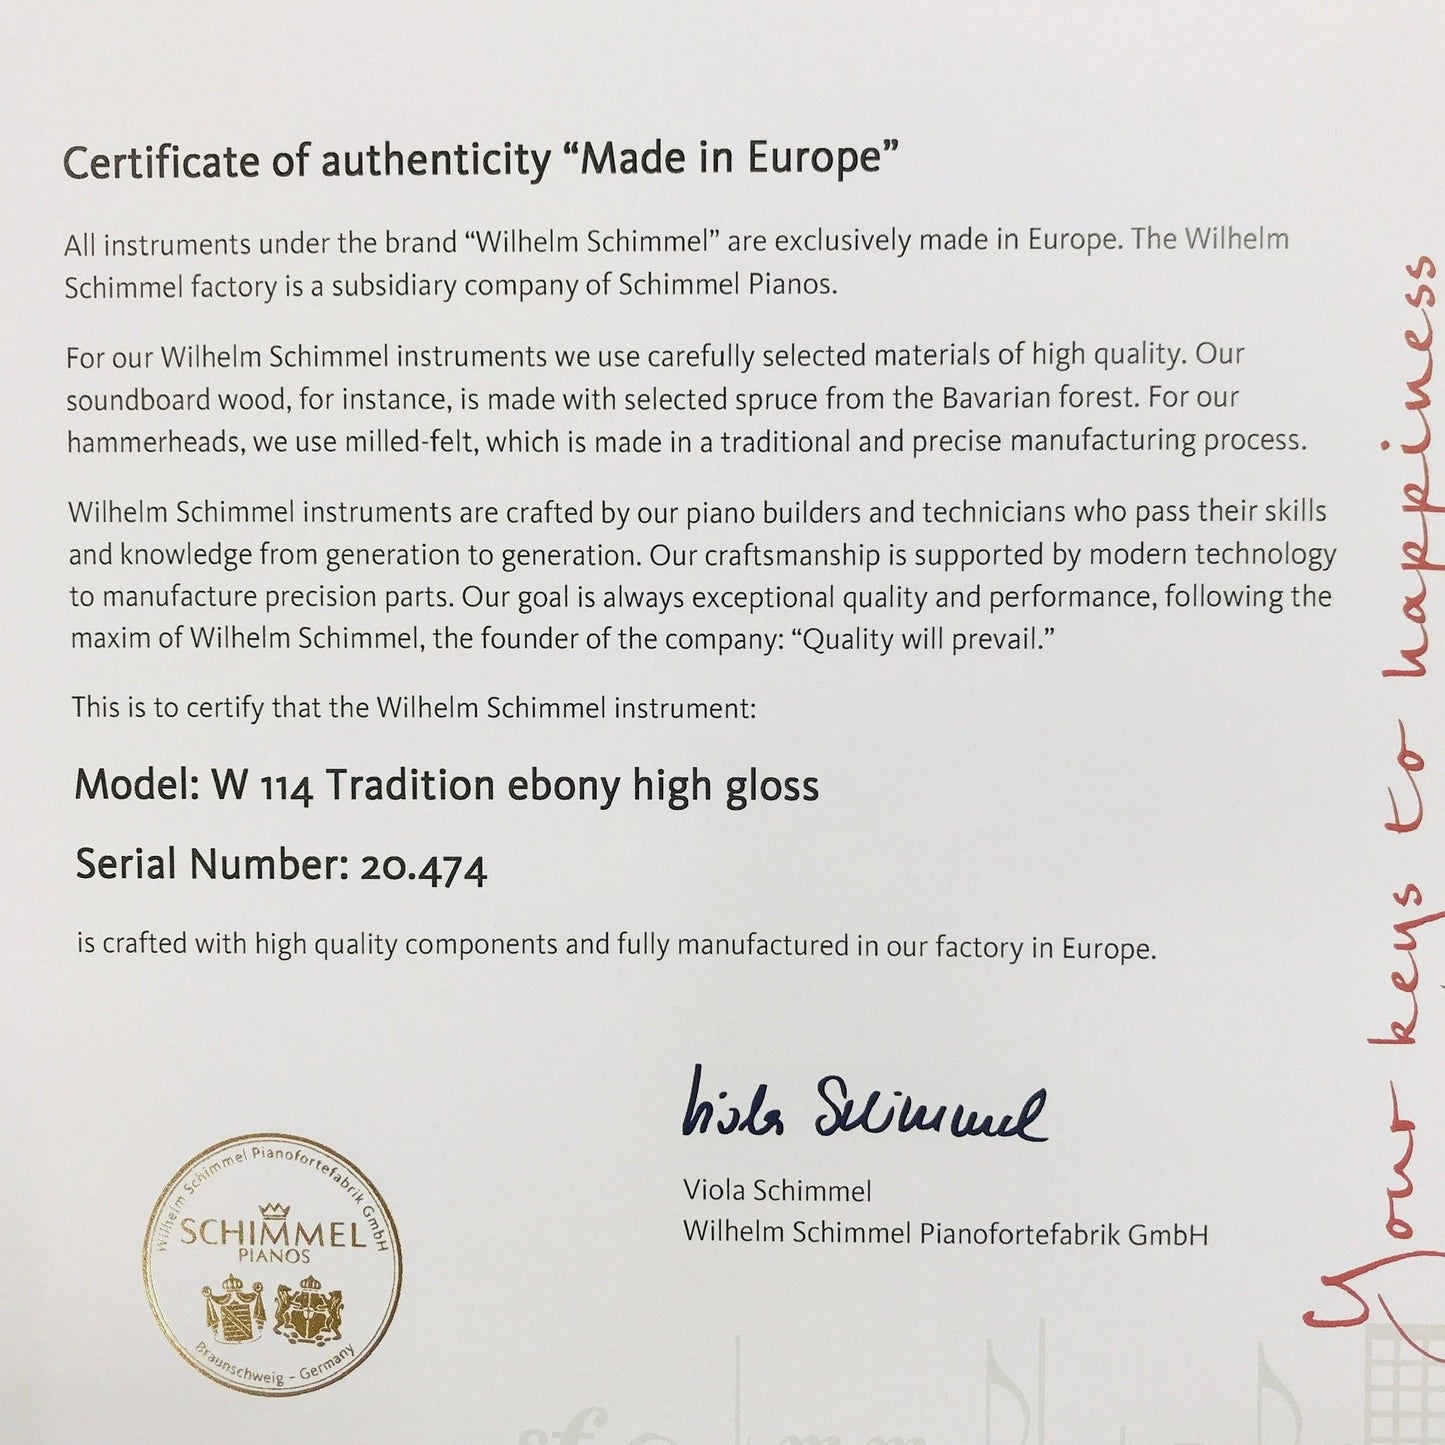 Certificate of authenticity “Made in Europe”
All instruments under the brand “Wilhelm Schimmel” are exclusively made in Europe. The Wilhelm
Schimmel factory is a subsidiary company of Schimmel Pianos.
For our Wilhelm Schimmel instruments we use carefully selected materials of high quality. Our
soundboard wood, for instance, is made with selected spruce from the Bavarian forest. For our
hammerheads, we use milled-felt, which is made in a traditional and precise manufacturing process.
Wilhelm Schimmel instruments are crafted by our piano builders and technicians who pass their skills
and knowledge from generation to generation. Our craftsmanship is supported by modern technology
to manufacture precision parts. Our goal is always exceptional quality and performance, following the
maxim of Wilhelm Schimmel, the founder of the company: “Quality will prevail.”
This is to certify that the Wilhelm Schimmel instrument:
Model: W 114 Tradition ebony high gloss
Serial Number: 20.474
is crafted with high quality components and fully manufactured in our factory in Europe.
Viola Schimmel
Viola Schimmel
Wilhelm Schimmel Pianofortefabrik GmbH
Wilhelm Schimmel Pianofortefabrik GmbH
SCHIMMEL
PIANOS
Braunschweig - Germany
Your keys to happiness
sf